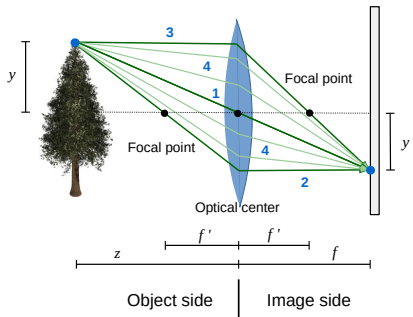 3
4
y
1
Focal point
Focal point
4
y
2
Optical center
f '
f '
z
f
Object side
Image side